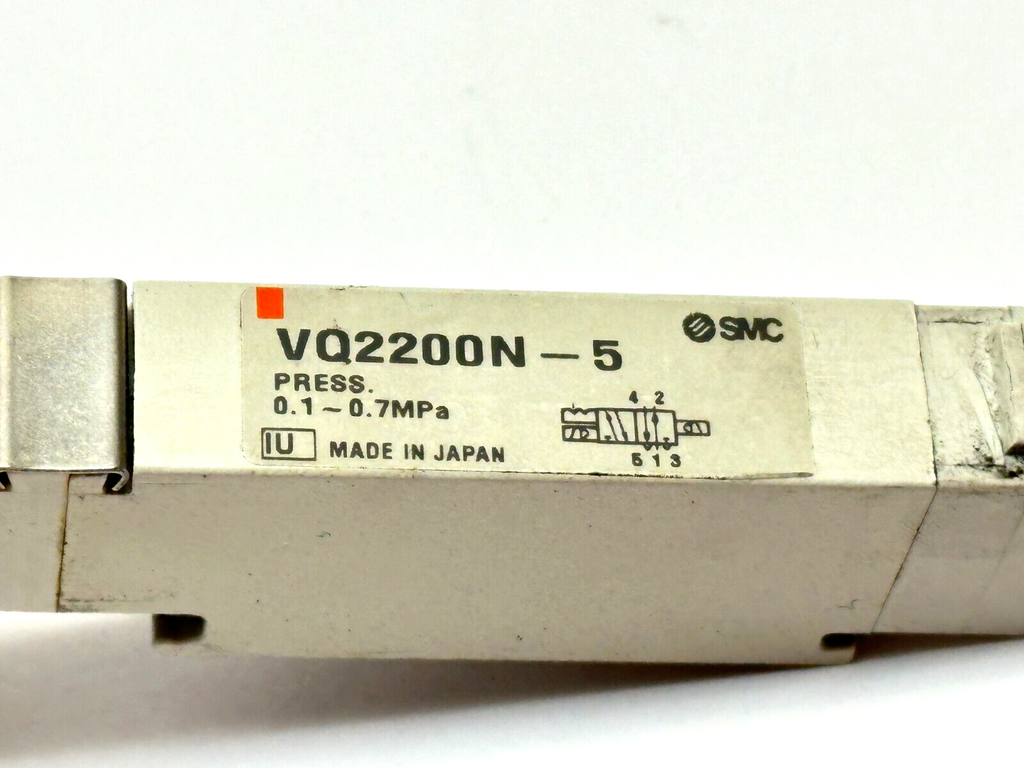 VQ2200N-5
SMC
PRESS.
0.1~0.7MPa
IU MADE IN JAPAN
4 2
5 1 3